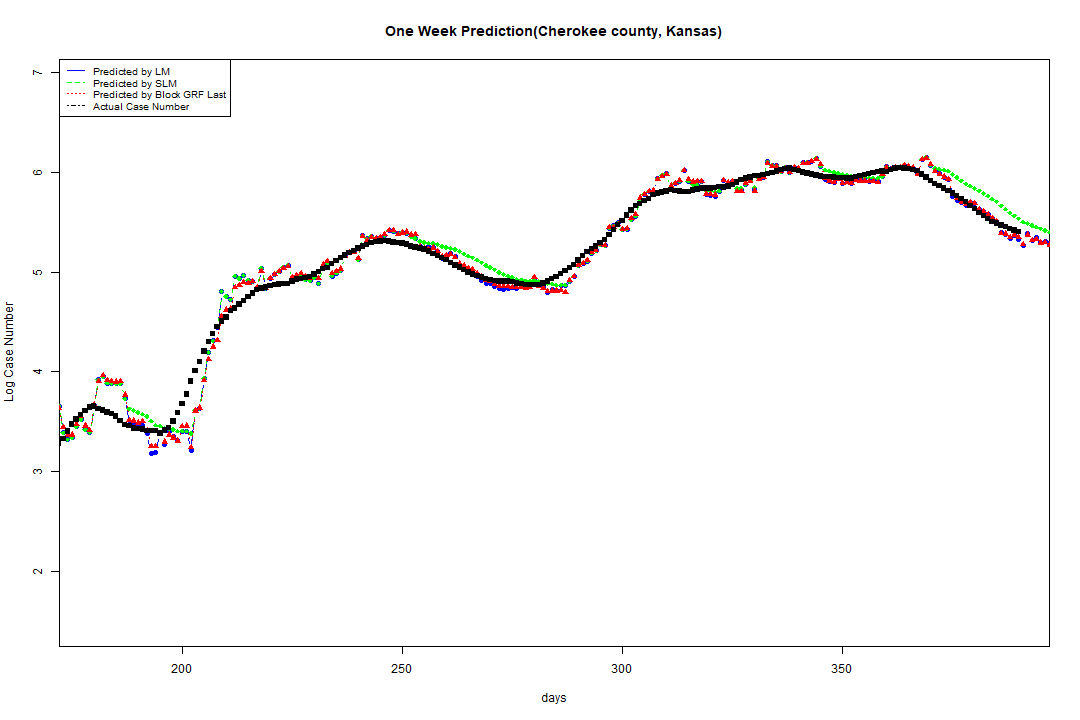 One Week Prediction(Cherokee county, Kansas)
7
Predicted by LM
Predicted by SLM
Predicted by Block GRF Last
Actual Case Number
6
5
4
3
2
Log Case Number
200 250 300 350
days